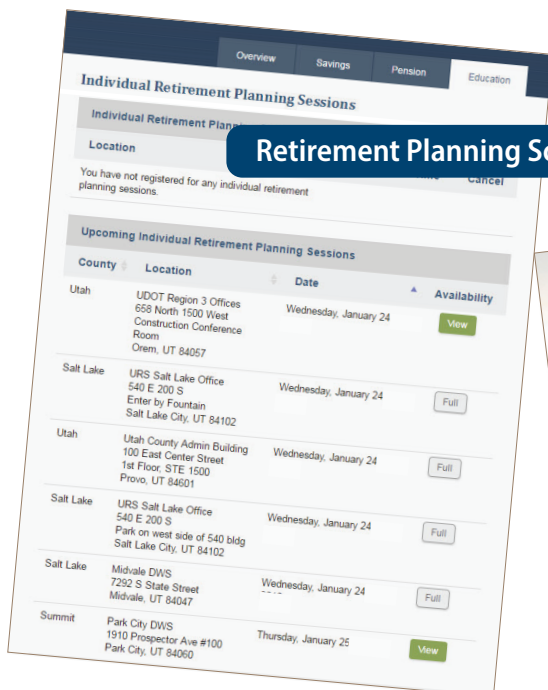 Overview Savings Pension Education
Individual Retirement Planning Sessions
Individual Retirement
Retirement Planning
Location Cancel
You have not registered for any individual retirement
planning sessions.
Upcoming Individual Retirement Planning Sessions
County Location Date Availability
Utah UDOT Region 3 Offices Wednesday, January 24 View
658 North 1500 West
Construction Conference
Room
Orem, UT 84057
Salt Lake URS Salt Lake Office Wednesday, January 24 Full
540 E 200 S
Enter by Fountain
Salt Lake City, UT 84102
Utah Utah County Admin Building Wednesday, January 24 Full
100 East Center Street
1st Floor, STE 1500
Provo, UT 84601
Salt Lake URS Salt Lake Office Wednesday, January 24 Full
540 E 200 S
Park on west side of 540 bldg
Salt Lake City, UT 84102
Salt Lake Midvale DWS Wednesday, January 24 Full
7292 S State Street
Midvale, UT 84047
Summit Park City DWS Thursday, January 25 View
1910 Prospector Ave #100
Park City, UT 84060